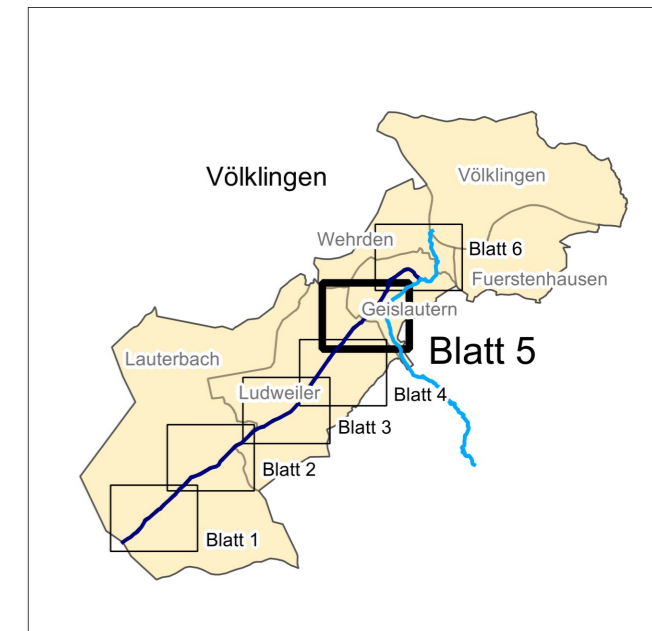 Völklingen
Völklingen
Wehrden
Blatt 6
Fuerstenhausen
Geislautern
Blatt 5
Lauterbach
Ludweiler
Blatt 4
Blatt 3
Blatt 2
Blatt 1